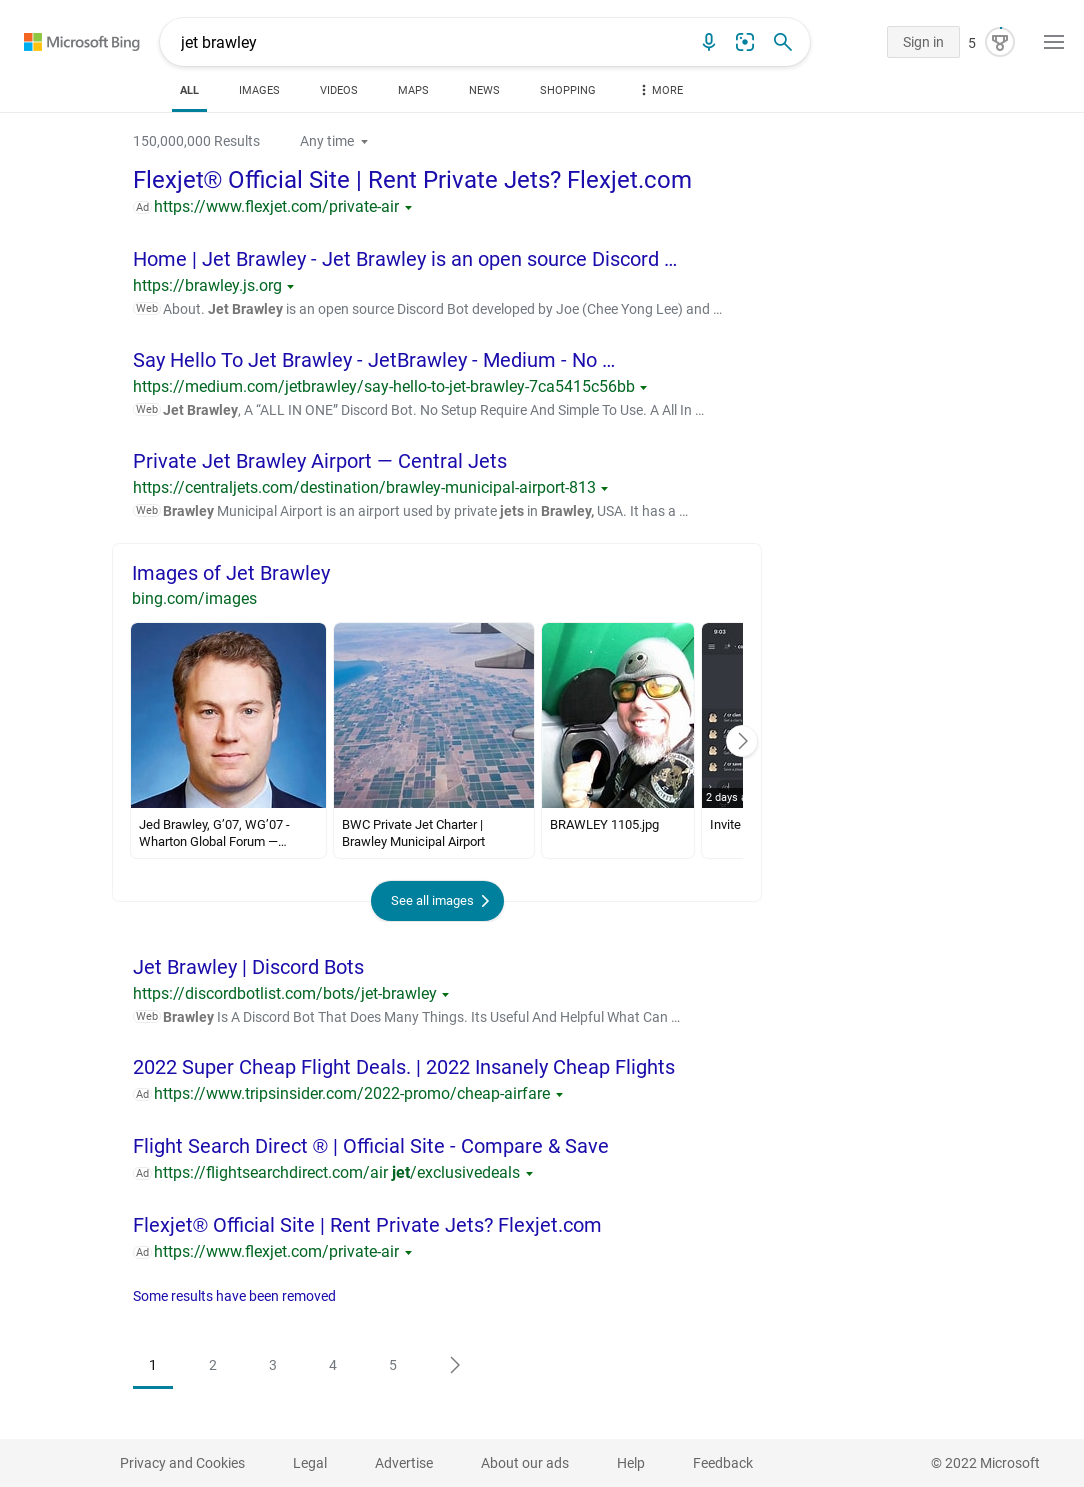 Microsoft Bing
jet brawley
Sign in
5
ALL
IMAGES
VIDEOS
MAPS
NEWS
SHOPPING
MORE
150,000,000 Results
Any time
Flexjet® Official Site | Rent Private Jets? Flexjet.com
Ad https://www.flexjet.com/private-air
Home | Jet Brawley - Jet Brawley is an open source Discord …
https://brawley.js.org
Web About. Jet Brawley is an open source Discord Bot developed by Joe (Chee Yong Lee) and …
Say Hello To Jet Brawley - JetBrawley - Medium - No …
https://medium.com/jetbrawley/say-hello-to-jet-brawley-7ca5415c56bb
Web Jet Brawley, A “ALL IN ONE” Discord Bot. No Setup Require And Simple To Use. A All In …
Private Jet Brawley Airport — Central Jets
https://centraljets.com/destination/brawley-municipal-airport-813
Web Brawley Municipal Airport is an airport used by private jets in Brawley, USA. It has a …
Images of Jet Brawley
bing.com/images
9:03
2 days
Jed Brawley, G’07, WG’07 -
Wharton Global Forum —…
BWC Private Jet Charter |
Brawley Municipal Airport
BRAWLEY 1105.jpg
Invite
See all images
Jet Brawley | Discord Bots
https://discordbotlist.com/bots/jet-brawley
Web Brawley Is A Discord Bot That Does Many Things. Its Useful And Helpful What Can …
2022 Super Cheap Flight Deals. | 2022 Insanely Cheap Flights
Ad https://www.tripsinsider.com/2022-promo/cheap-airfare
Flight Search Direct ® | Official Site - Compare & Save
Ad https://flightsearchdirect.com/air jet/exclusivedeals
Flexjet® Official Site | Rent Private Jets? Flexjet.com
Ad https://www.flexjet.com/private-air
Some results have been removed
1
2
3
4
5
Privacy and Cookies
Legal
Advertise
About our ads
Help
Feedback
© 2022 Microsoft